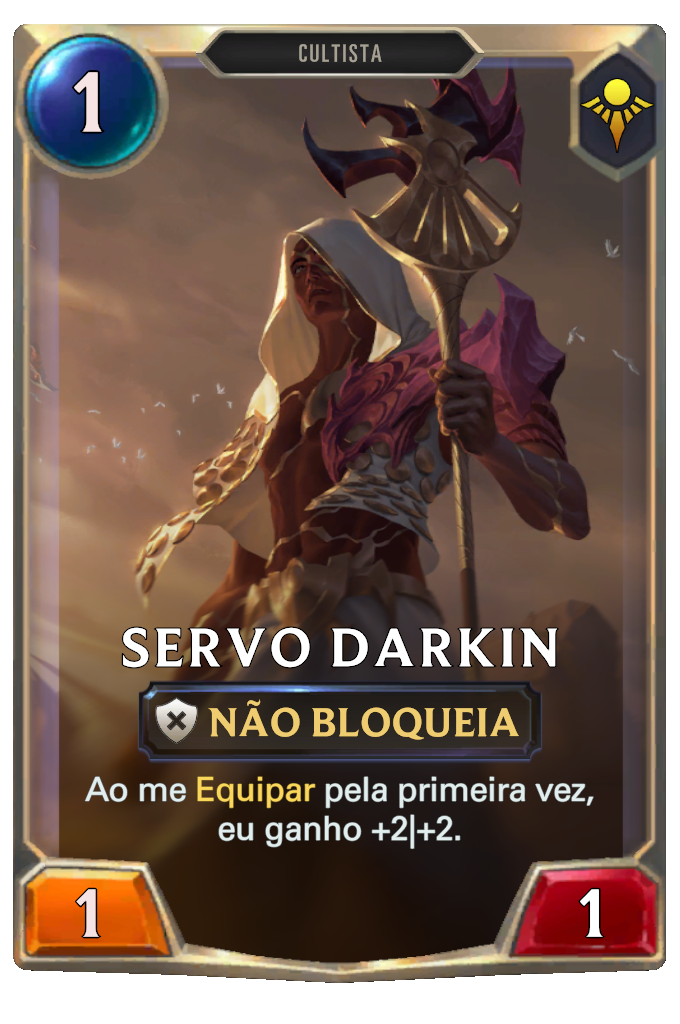 CULTISTA
1
SERVO DARKIN
NÃO BLOQUEIA
Ao me Equipar pela primeira vez,
eu ganho +2|+2.
1
1